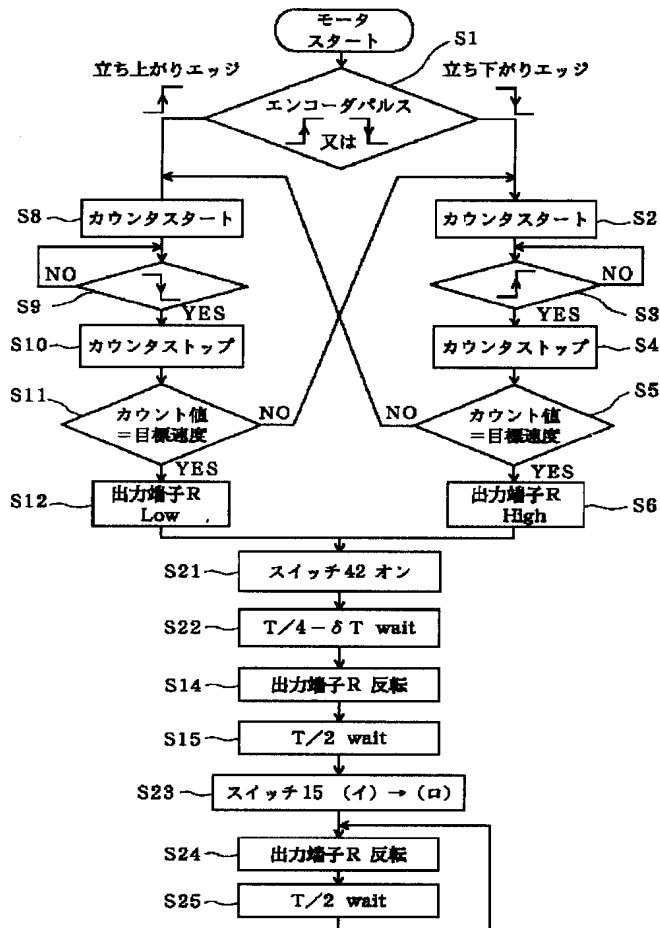 モータ
スタート
S1
立ち上がりエッジ
立ち下がりエッジ
エンコーダパルス
又は
S8
カウンタスタート
カウンタスタート
S2
NO
NO
S9
YES
YES
S3
S10
カウンタストップ
カウンタストップ
S4
S11
カウント値
=目標速度
NO
NO
カウント値
=目標速度
S5
YES
YES
S12
出力端子R
Low
出力端子R
High
S6
S21
スイッチ42 オン
S22
T/4-δT wait
S14
出力端子R 反転
S15
T/2 wait
S23
スイッチ15 (イ)→(ロ)
S24
出力端子R 反転
S25
T/2 wait